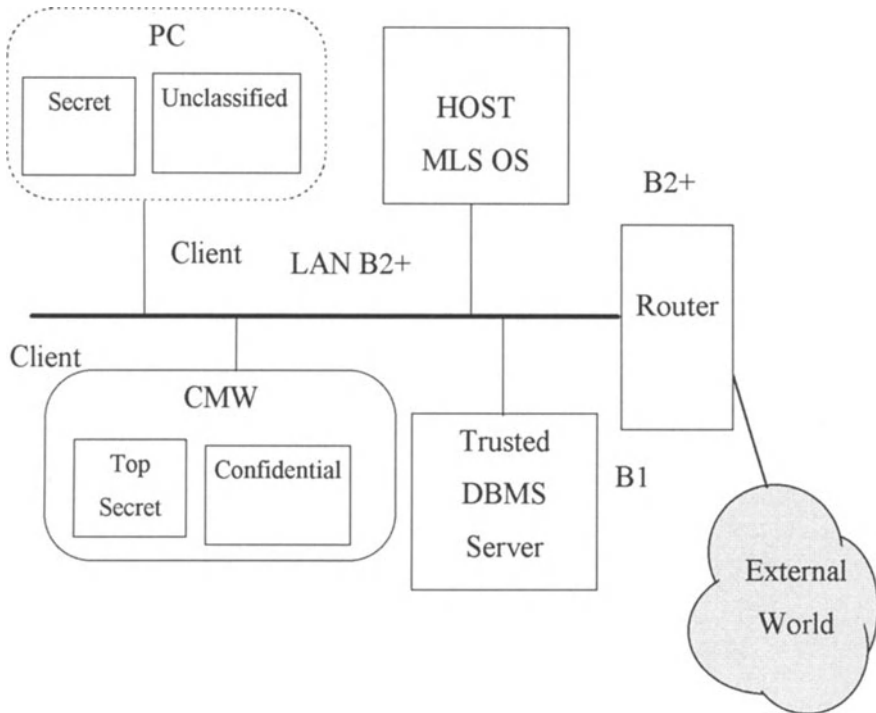 PC
Secret
Unclassified
HOST
MLS OS
B2+
Client
LAN B2+
Router
Client
CMW
Top
Secret
Confidential
Trusted
DBMS
Server
B1
External
World